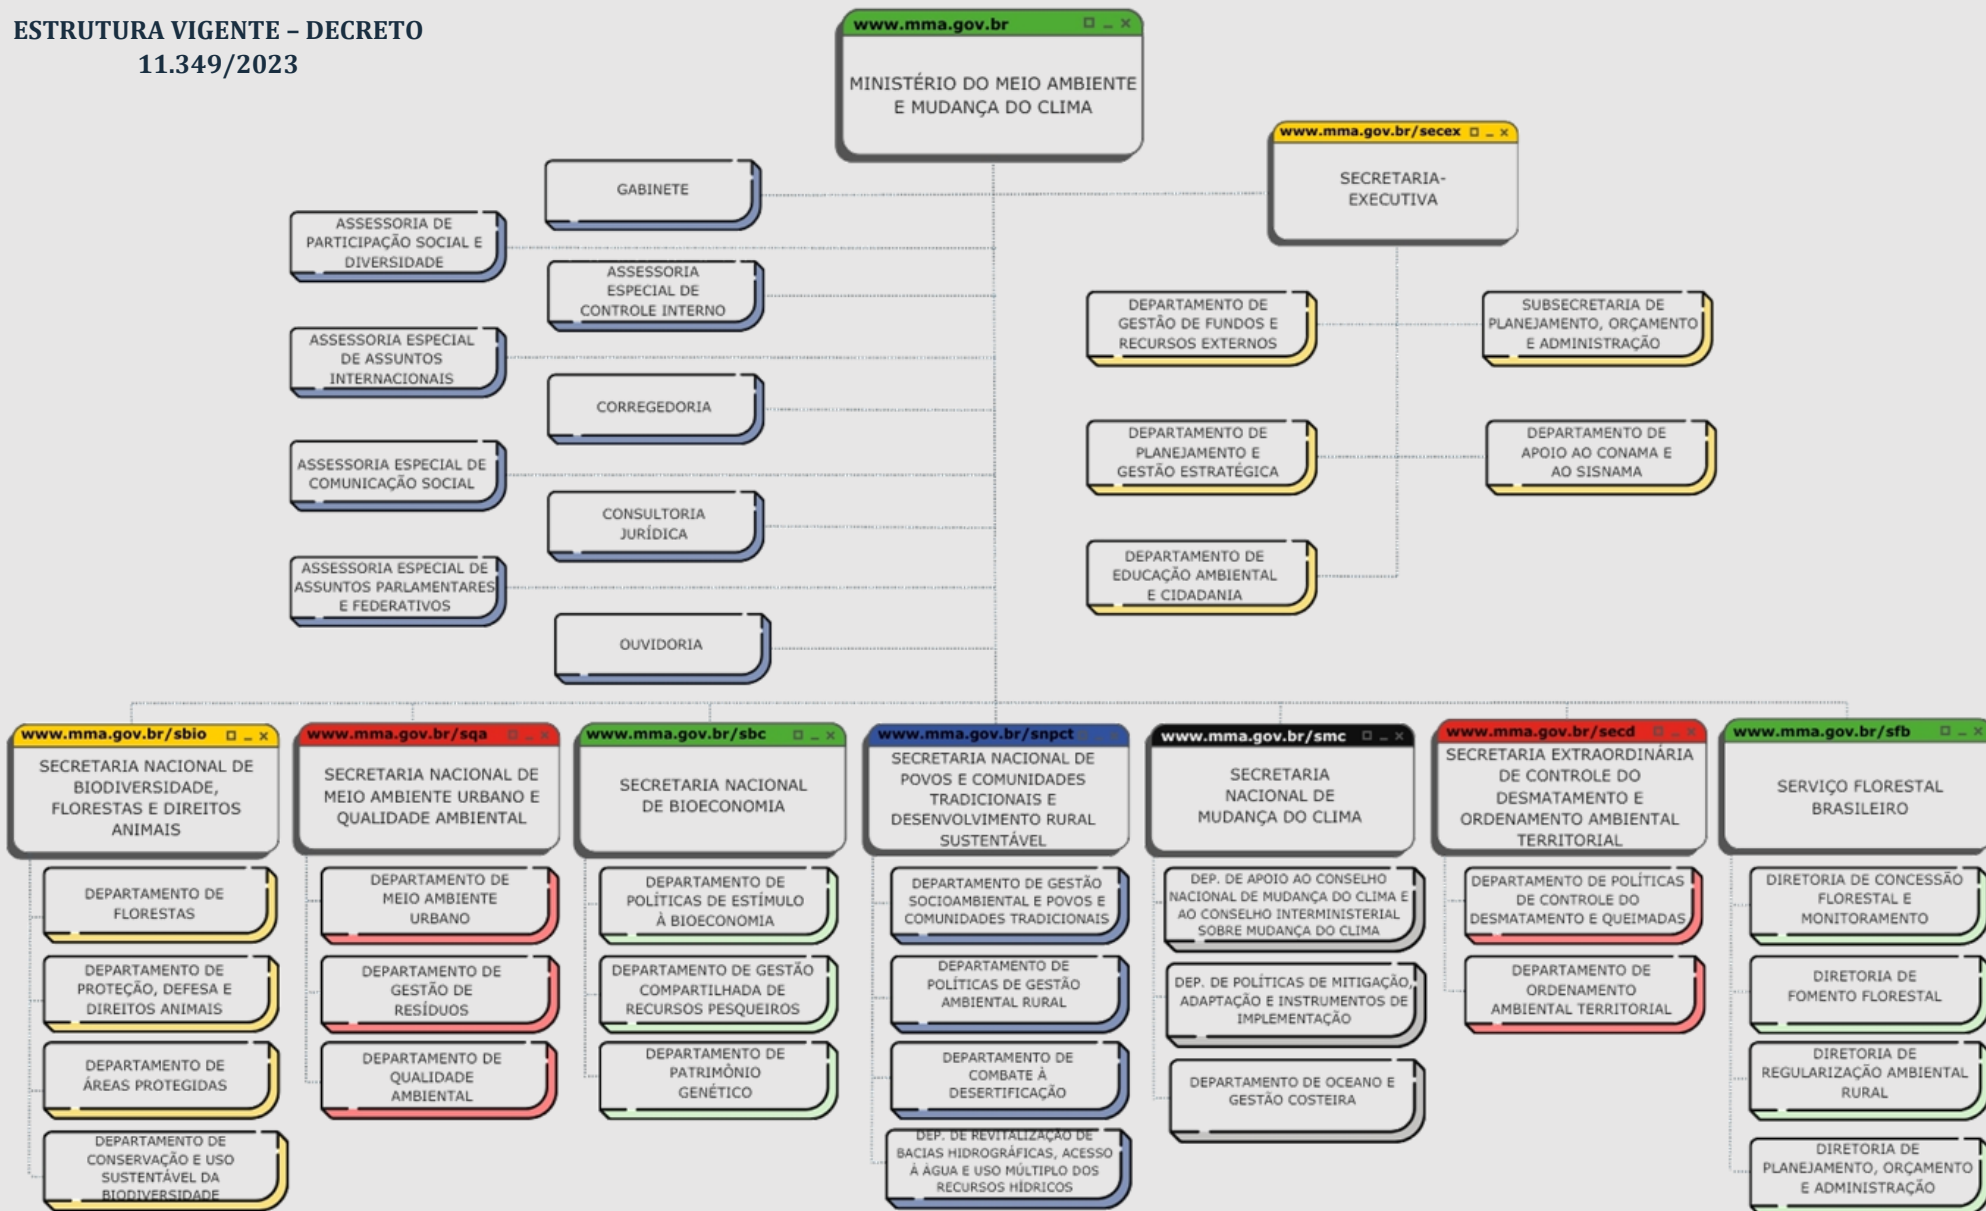 ESTRUTURA VIGENTE – DECRETO
11.349/2023
www.mma.gov.br
MINISTÉRIO DO MEIO AMBIENTE
E MUDANÇA DO CLIMA
www.mma.gov.br/secex
SECRETARIA-
EXECUTIVA
GABINETE
ASSESSORIA DE
PARTICIPAÇÃO SOCIAL E
DIVERSIDADE
ASSESSORIA
ESPECIAL DE
CONTROLE INTERNO
ASSESSORIA ESPECIAL
DE ASSUNTOS
INTERNACIONAIS
CORREGEDORIA
ASSESSORIA ESPECIAL DE
COMUNICAÇÃO SOCIAL
CONSULTORIA
JURÍDICA
ASSESSORIA ESPECIAL DE
ASSUNTOS PARLAMENTARES
E FEDERATIVOS
OUVIDORIA
DEPARTAMENTO DE
GESTÃO DE FUNDOS E
RECURSOS EXTERNOS
SUBSECRETARIA DE
PLANEJAMENTO, ORÇAMENTO
E ADMINISTRAÇÃO
DEPARTAMENTO DE
PLANEJAMENTO E
GESTÃO ESTRATÉGICA
DEPARTAMENTO DE
APOIO AO CONAMA E
AO SISNAMA
DEPARTAMENTO DE
EDUCAÇÃO AMBIENTAL
E CIDADANIA
www.mma.gov.br/sbio
SECRETARIA NACIONAL DE
BIODIVERSIDADE,
FLORESTAS E DIREITOS
ANIMAIS
DEPARTAMENTO DE
FLORESTAS
DEPARTAMENTO DE
PROTEÇÃO, DEFESA E
DIREITOS ANIMAIS
DEPARTAMENTO DE
ÁREAS PROTEGIDAS
DEPARTAMENTO DE
CONSERVAÇÃO E USO
SUSTENTÁVEL DA
BIODIVERSIDADE
www.mma.gov.br/sqa
SECRETARIA NACIONAL DE
MEIO AMBIENTE URBANO E
QUALIDADE AMBIENTAL
DEPARTAMENTO DE
MEIO AMBIENTE
URBANO
DEPARTAMENTO DE
GESTÃO DE
RESÍDUOS
DEPARTAMENTO DE
QUALIDADE
AMBIENTAL
www.mma.gov.br/sbc
SECRETARIA NACIONAL
DE BIOECONOMIA
DEPARTAMENTO DE
POLÍTICAS DE ESTÍMULO
À BIOECONOMIA
DEPARTAMENTO DE GESTÃO
COMPARTILHADA DE
RECURSOS PESQUEIROS
DEPARTAMENTO DE
PATRIMÔNIO
GENÉTICO
www.mma.gov.br/snpct
SECRETARIA NACIONAL DE
POVOS E COMUNIDADES
TRADICIONAIS E
DESENVOLVIMENTO RURAL
SUSTENTÁVEL
DEPARTAMENTO DE GESTÃO
SOCIOAMBIENTAL E POVOS E
COMUNIDADES TRADICIONAIS
DEPARTAMENTO DE
POLÍTICAS DE GESTÃO
AMBIENTAL RURAL
DEPARTAMENTO DE
COMBATE À
DESERTIFICAÇÃO
DEP. DE REVITALIZAÇÃO DE
BACIAS HIDROGRÁFICAS, ACESSO
À ÀGUA E USO MÚLTIPLO DOS
RECURSOS HÍDRICOS
www.mma.gov.br/smc
SECRETARIA
NACIONAL DE
MUDANÇA DO CLIMA
DEP. DE APOIO AO CONSELHO
NACIONAL DE MUDANÇA DO CLIMA E
AO CONSELHO INTERMINISTERIAL
SOBRE MUDANÇA DO CLIMA
DEP. DE POLÍTICAS DE MITIGAÇÃO,
ADAPTAÇÃO E INSTRUMENTOS DE
IMPLEMENTAÇÃO
DEPARTAMENTO DE OCEANO E
GESTÃO COSTEIRA
www.mma.gov.br/secd
SECRETARIA EXTRAORDINÁRIA
DE CONTROLE DO
DESMATAMENTO E
ORDENAMENTO AMBIENTAL
TERRITORIAL
DEPARTAMENTO DE POLÍTICAS
DE CONTROLE DO
DESMATAMENTO E QUEIMADAS
DEPARTAMENTO DE
ORDENAMENTO
AMBIENTAL TERRITORIAL
www.mma.gov.br/sfb
SERVIÇO FLORESTAL
BRASILEIRO
DIRETORIA DE CONCESSÃO
FLORESTAL E
MONITORAMENTO
DIRETORIA DE
FOMENTO FLORESTAL
DIRETORIA DE
REGULARIZAÇÃO AMBIENTAL
RURAL
DIRETORIA DE
PLANEJAMENTO, ORÇAMENTO
E ADMINISTRAÇÃO